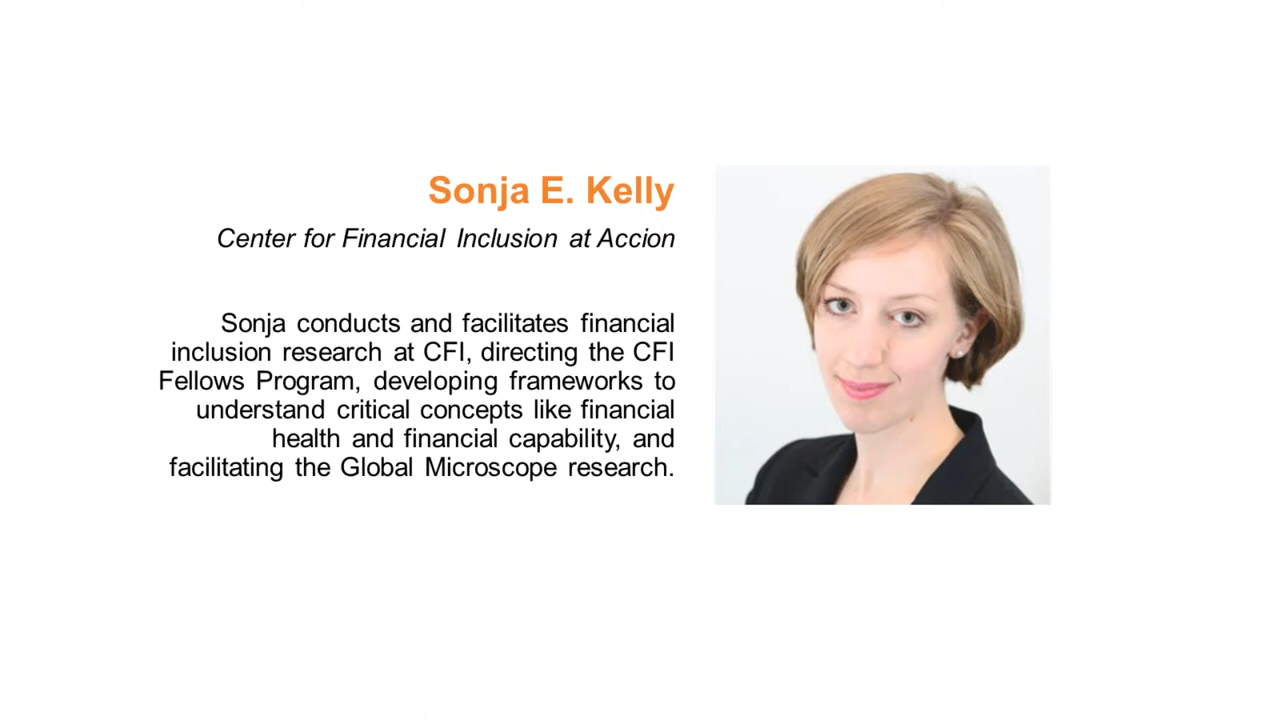 Sonja E. Kelly
Center for Financial Inclusion at Accion
Sonja conducts and facilitates financial
inclusion research at CFI, directing the CFI
Fellows Program, developing frameworks to
understand critical concepts like financial
health and financial capability, and
facilitating the Global Microscope research.